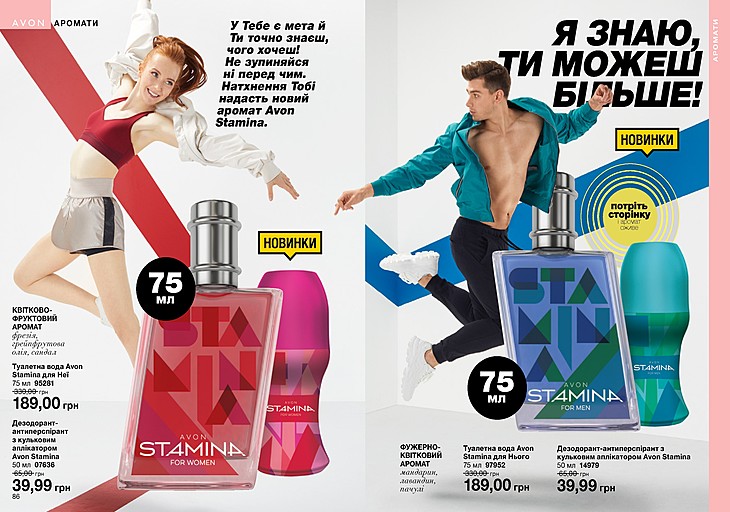 AVON АРОМАТИ
У Тебе є мета й
Ти точно знаєш,
чого хочеш!
Не зупиняйся
ні перед чим.
Натхнення Тобі
надасть новий
аромат Avon
Stamina.
НОВИНКИ
75
МЛ
КВІТКОВО-
ФРУКТОВИЙ
АРОМАТ
фрезія,
грейпфрутова
олія, сандал
Туалетна вода Avon
Stamina для Неї
75 мл 95281
330,00 грн
189,00 грн
Дезодорант-
антиперспірант
з кульковим
аплікатором
Avon Stamina
50 мл 07636
65,00 грн
39,99 грн
86
STAMINA
AVON
STAMINA
FOR WOMEN
STAMINA
АРОМАТИ
Я ЗНАЮ,
ТИ МОЖЕШ
БІЛЬШЕ!
НОВИНКИ
потріть
сторінку
і аромат
оживе
STAMINA
AVON
STAMINA
FOR MEN
STAMINA
75
МЛ
ФУЖЕРНО-
КВІТКОВИЙ
АРОМАТ
мандарин,
лаванда,
пачулі
Туалетна вода Avon
Stamina для Нього
75 мл 97952
330,00 грн
189,00 грн
Дезодорант-антиперспірант з
кульковим аплікатором Avon Stamina
50 мл 14979
65,00 грн
39,99 грн